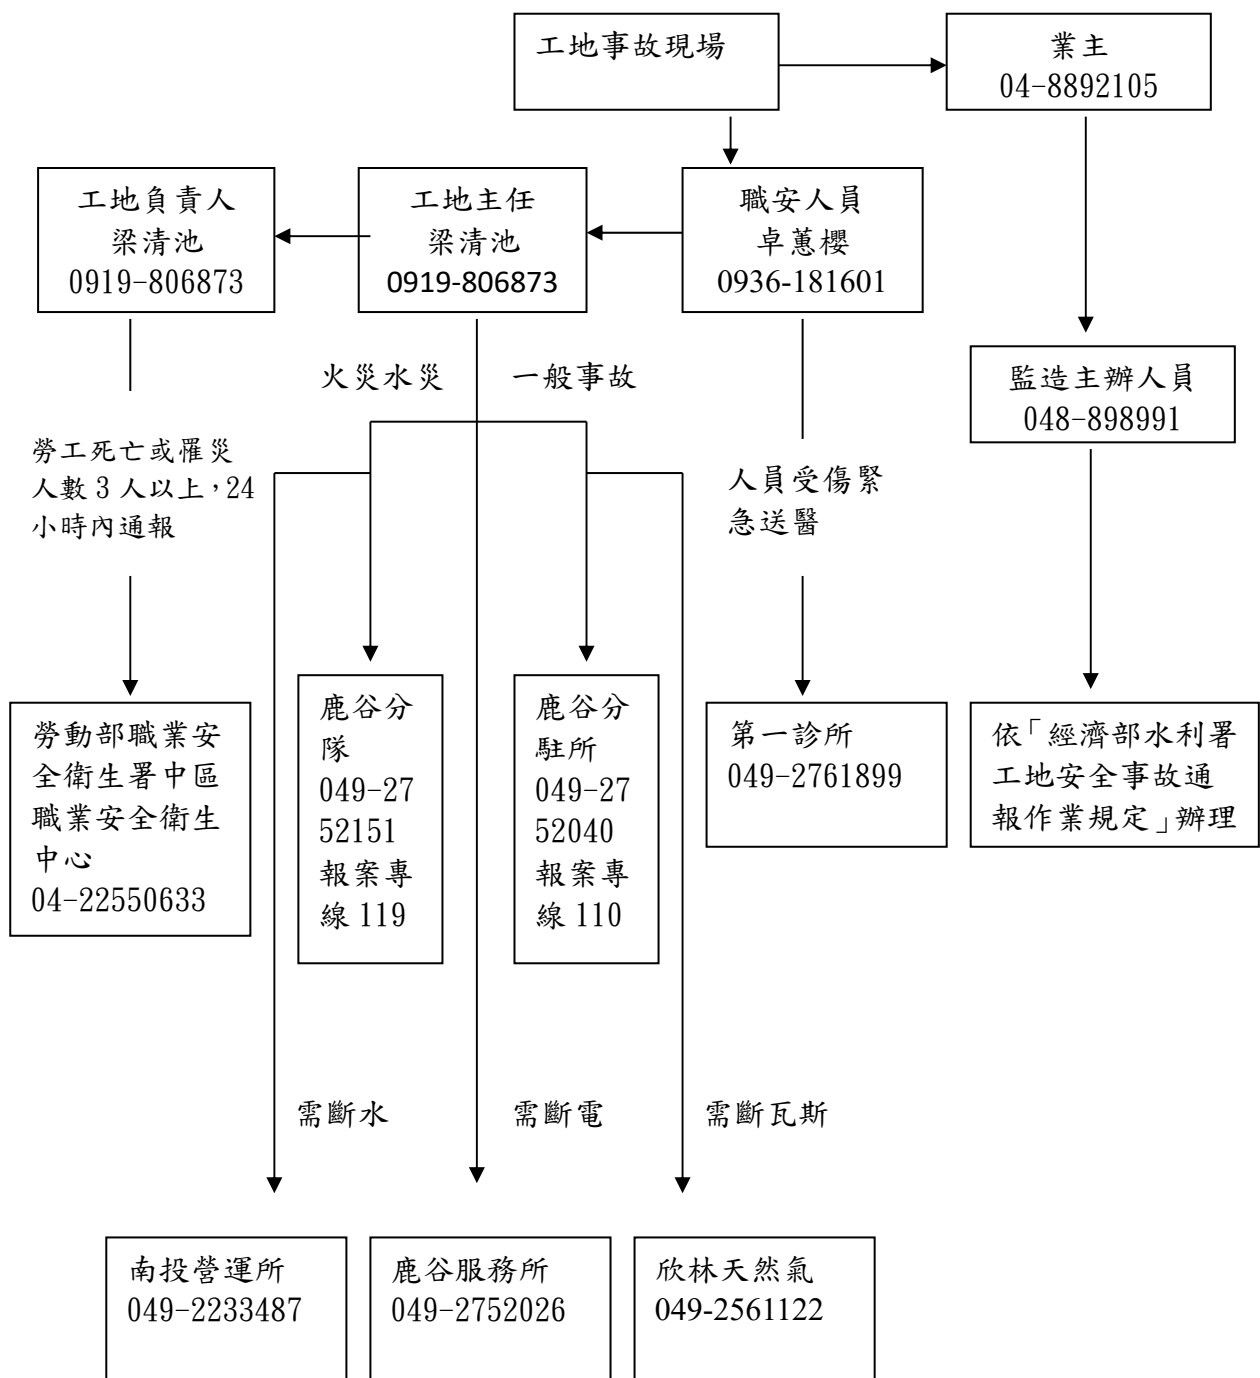 工地事故現場
業主
04-8892105
工地負責人
梁清池
0919-806873
工地主任
梁清池
0919-806873
職安人員
卓蕙櫻
0936-181601
火災水災
一般事故
監造主辦人員
048-898991
勞工死亡或罹災
人數3人以上，24
小時內通報
人員受傷緊
急送醫
勞動部職業安
全衛生署中區
職業安全衛生
中心
04-22550633
鹿谷分
隊
049-27
52151
報案專
線119
鹿谷分
駐所
049-27
52040
報案專
線110
第一診所
049-2761899
依「經濟部水利署
工地安全事故通
報作業規定」辦理
需斷水
需斷電
需斷瓦斯
南投營運所
049-2233487
鹿谷服務所
049-2752026
欣林天然氣
049-2561122